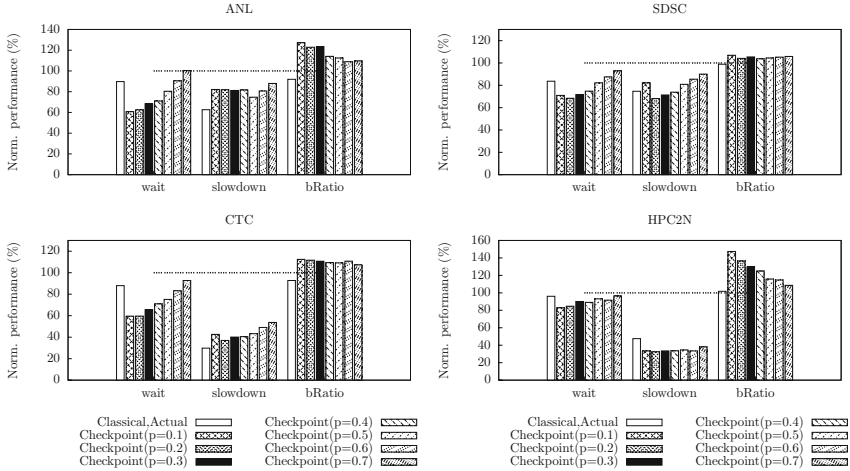 ANL
Norm. performance (%)
140
120
100
80
60
40
20
0
wait slowdown bRatio
SDSC
Norm. performance (%)
120
100
80
60
40
20
0
wait slowdown bRatio
CTC
Norm. performance (%)
120
100
80
60
40
20
0
wait slowdown bRatio
HPC2N
Norm. performance (%)
160
140
120
100
80
60
40
20
0
wait slowdown bRatio
Classical,Actual
Checkpoint(p=0.1)
Checkpoint(p=0.2)
Checkpoint(p=0.3)
Checkpoint(p=0.4)
Checkpoint(p=0.5)
Checkpoint(p=0.6)
Checkpoint(p=0.7)
Classical,Actual
Checkpoint(p=0.1)
Checkpoint(p=0.2)
Checkpoint(p=0.3)
Checkpoint(p=0.4)
Checkpoint(p=0.5)
Checkpoint(p=0.6)
Checkpoint(p=0.7)